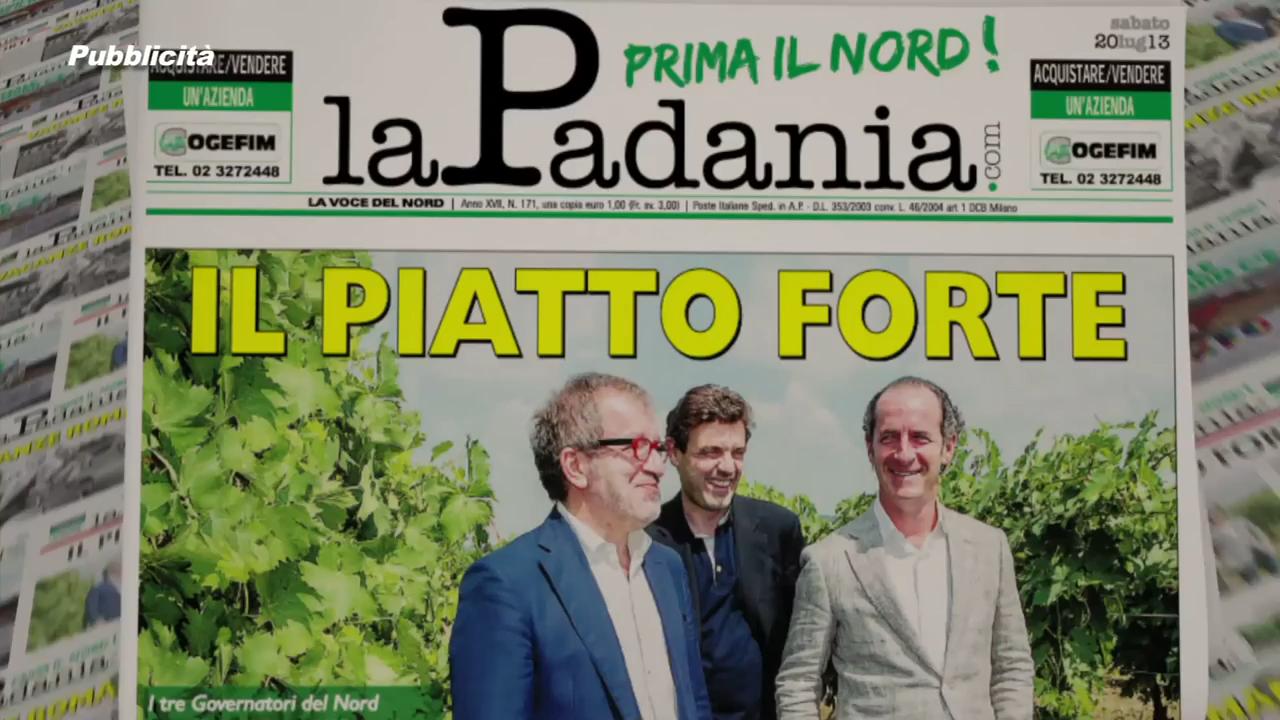 Pubblicità
sabato
20lug13
PRIMA IL NORD!
laPadania.com
ACQUISTARE/VENDERE
UN'AZIENDA
COGEFIM
TEL. 02 3272448
ACQUISTARE/VENDERE
UN'AZIENDA
COGEFIM
TEL. 02 3272448
LA VOCE DEL NORD | Anno XVII, N. 171, una copia euro 1,00 (Fr. sv. 3,00) | Poste Italiane Sped. in A.P. - D.L. 353/2003 conv. L. 46/2004 art 1 DCB Milano
IL PIATTO FORTE
I tre Governatori del Nord